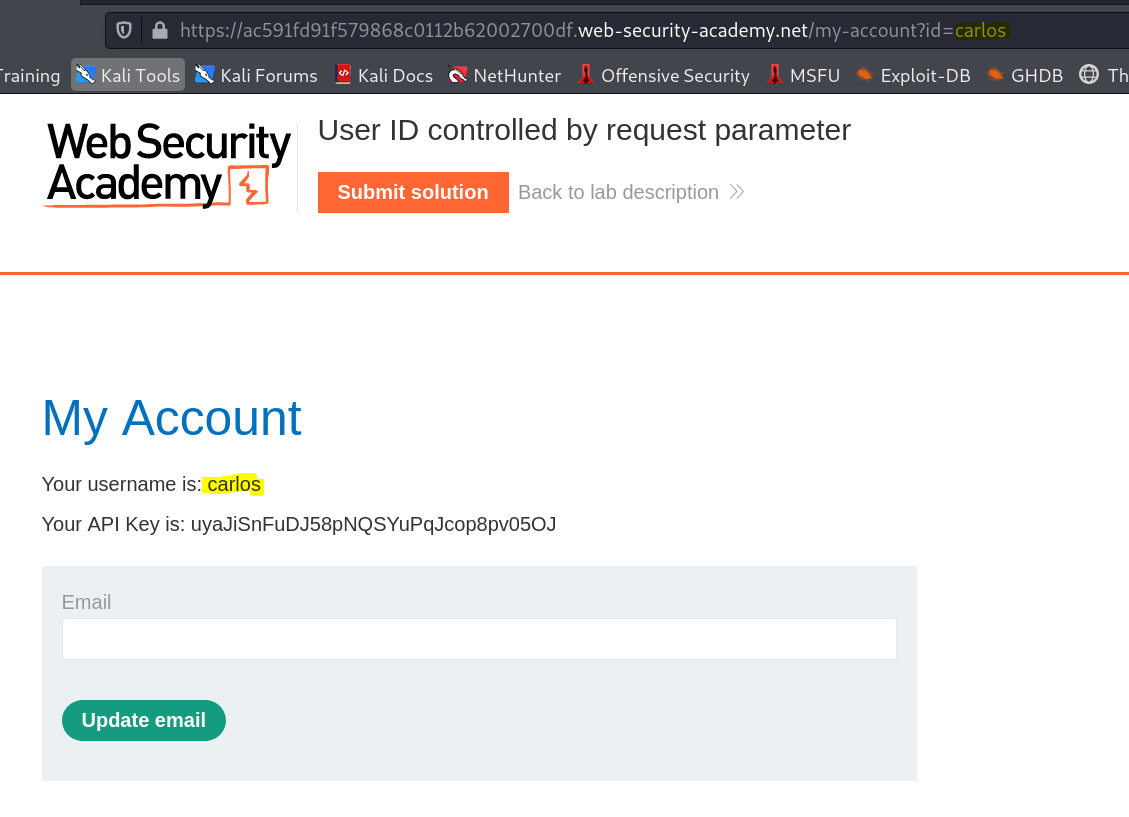 https://ac591fd91f579868c0112b62002700df.web-security-academy.net/my-account?id=carlos
Training Kali Tools Kali Forums Kali Docs NetHunter Offensive Security MSFU Exploit-DB GHDB Th
Web Security
Academy
User ID controlled by request parameter
Submit solution Back to lab description
My Account
Your username is: carlos
Your API Key is: uyaJiSnFuDJ58pNQSYuPqJcop8pv05OJ
Email
Update email